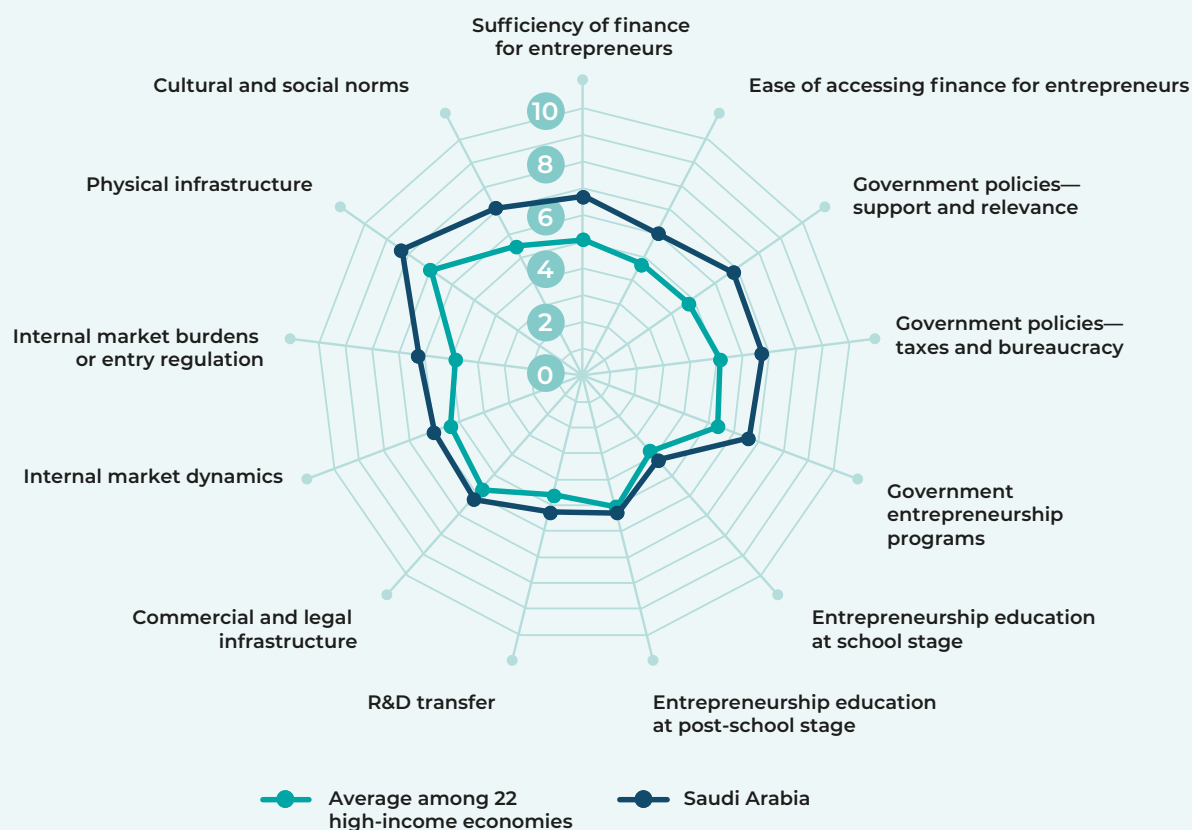 Sufficiency of finance
for entrepreneurs
Cultural and social norms
Ease of accessing finance for entrepreneurs
10
8
Physical infrastructure
Government policies—
support and relevance
6
4
Internal market burdens
or entry regulation
2
Government policies—
taxes and bureaucracy
0
Internal market dynamics
Government
entrepreneurship
programs
Commercial and legal
infrastructure
Entrepreneurship education
at school stage
R&D transfer
Entrepreneurship education
at post-school stage
Average among 22
high-income economies
Saudi Arabia